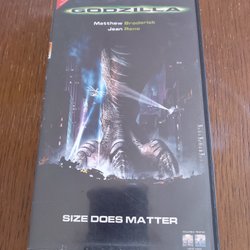 GODZILLA
Matthew Broderick
Jean Reno
SIZE DOES MATTER